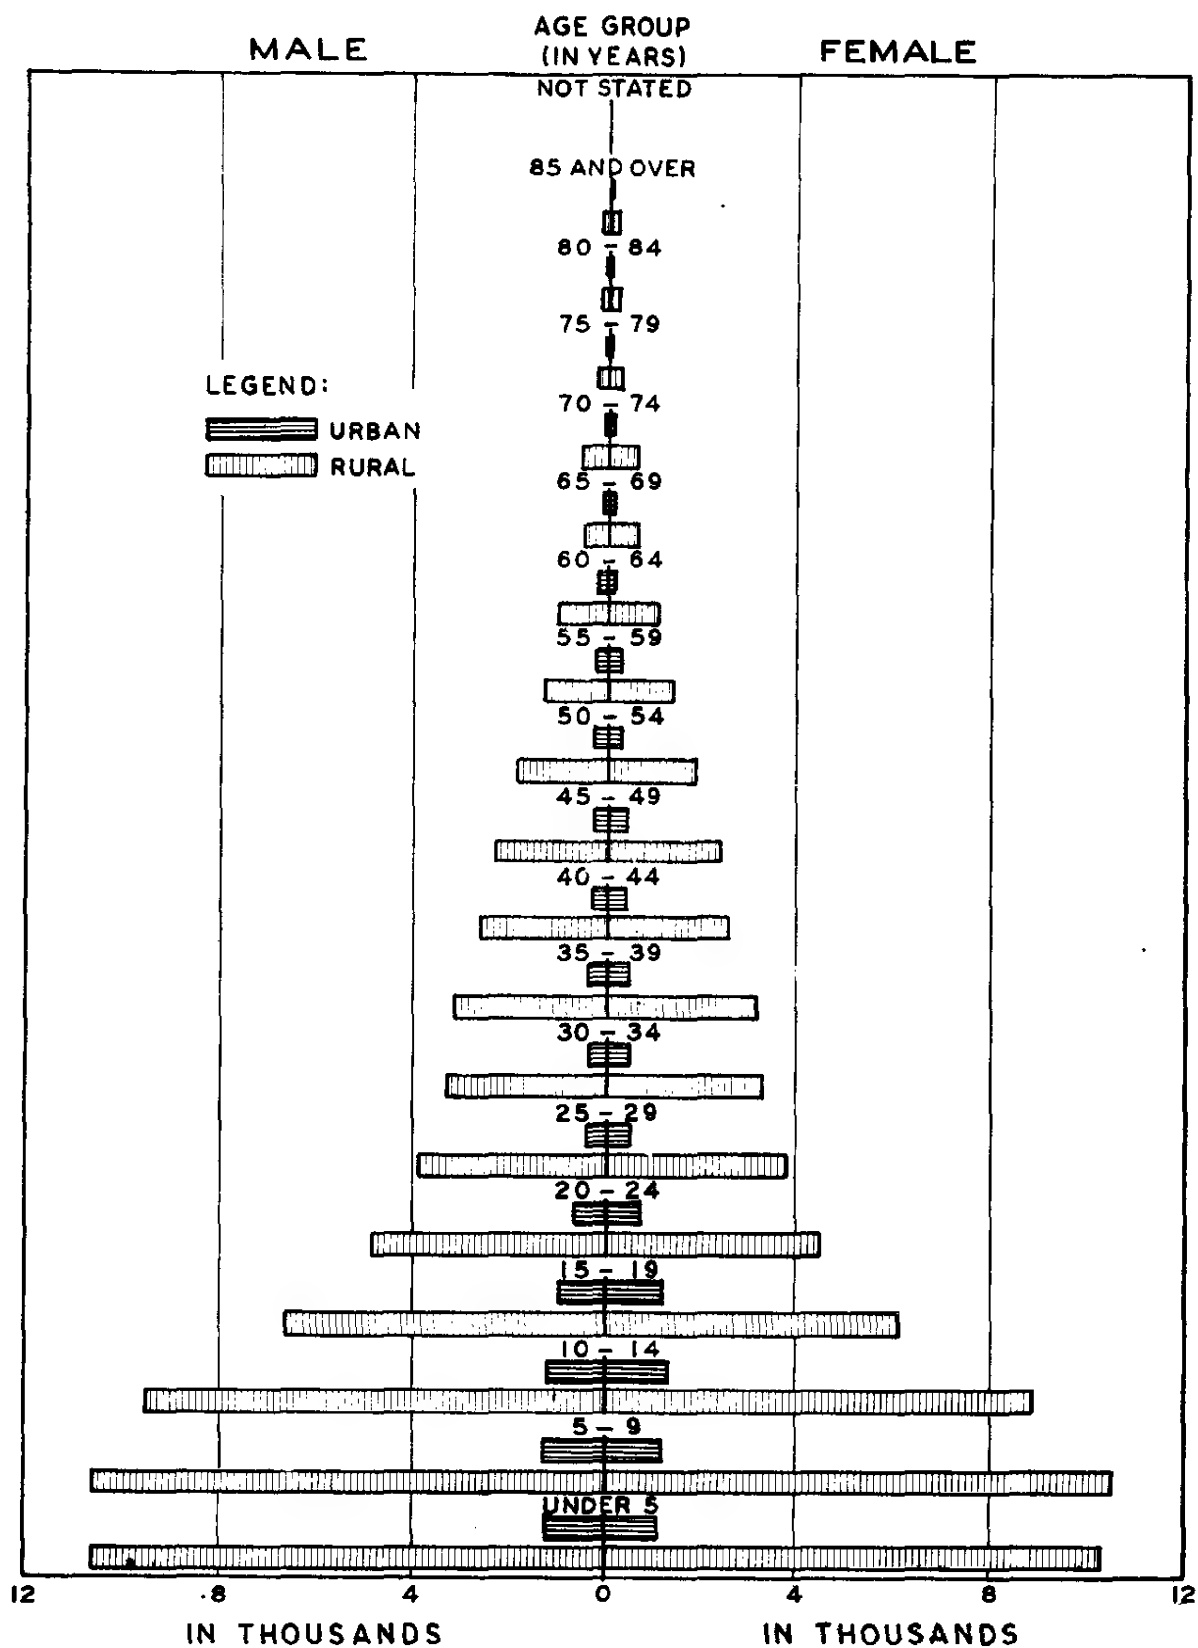 MALE
AGE GROUP
(IN YEARS)
FEMALE
NOT STATED
85 AND OVER
80 - 84
75 - 79
70 - 74
65 - 69
60 - 64
55 - 59
50 - 54
45 - 49
40 - 44
35 - 39
30 - 34
25 - 29
20 - 24
15 - 19
10 - 14
5 - 9
UNDER 5
LEGEND:
URBAN
RURAL
12 8 4 0 4 8 12
IN THOUSANDS IN THOUSANDS